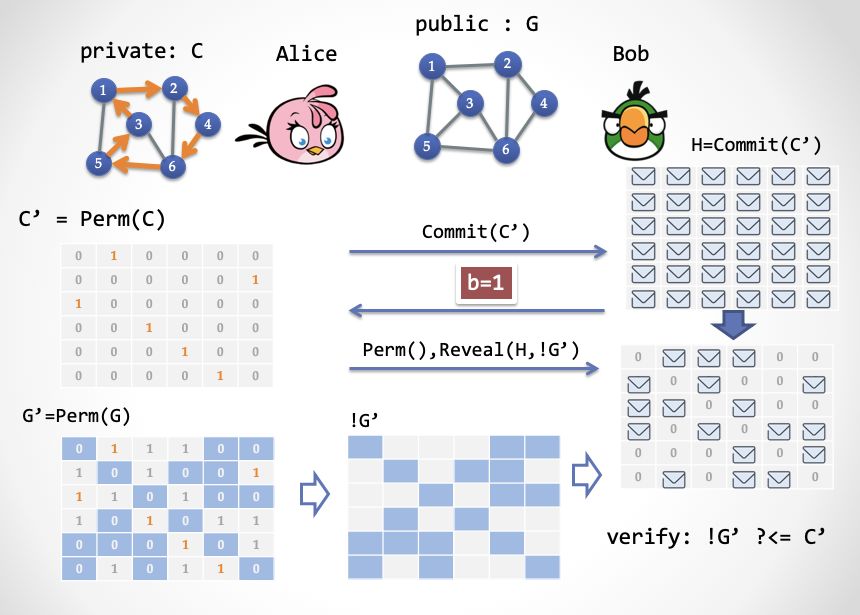 public : G
private: C
Alice
Bob
1
2
3
4
5
6
1
2
3
4
5
6
H=Commit(C’)
C’ = Perm(C)
Commit(C’)
0 1 0 0 0 0
0 0 0 0 0 1
1 0 0 0 0 0
0 0 1 0 0 0
0 0 0 1 0 0
0 0 0 0 1 0
b=1
Perm(),Reveal(H,!G’)
0 0 0
0 0 0
0 0 0
0 0
0 0 0 0
0 0 0
G’=Perm(G)
!G’
0 1 1 1 0 0
1 0 1 0 0 1
1 1 0 1 0 0
1 0 1 0 1 1
0 0 0 1 0 1
0 1 0 1 1 0
verify: !G’ ?<= C’